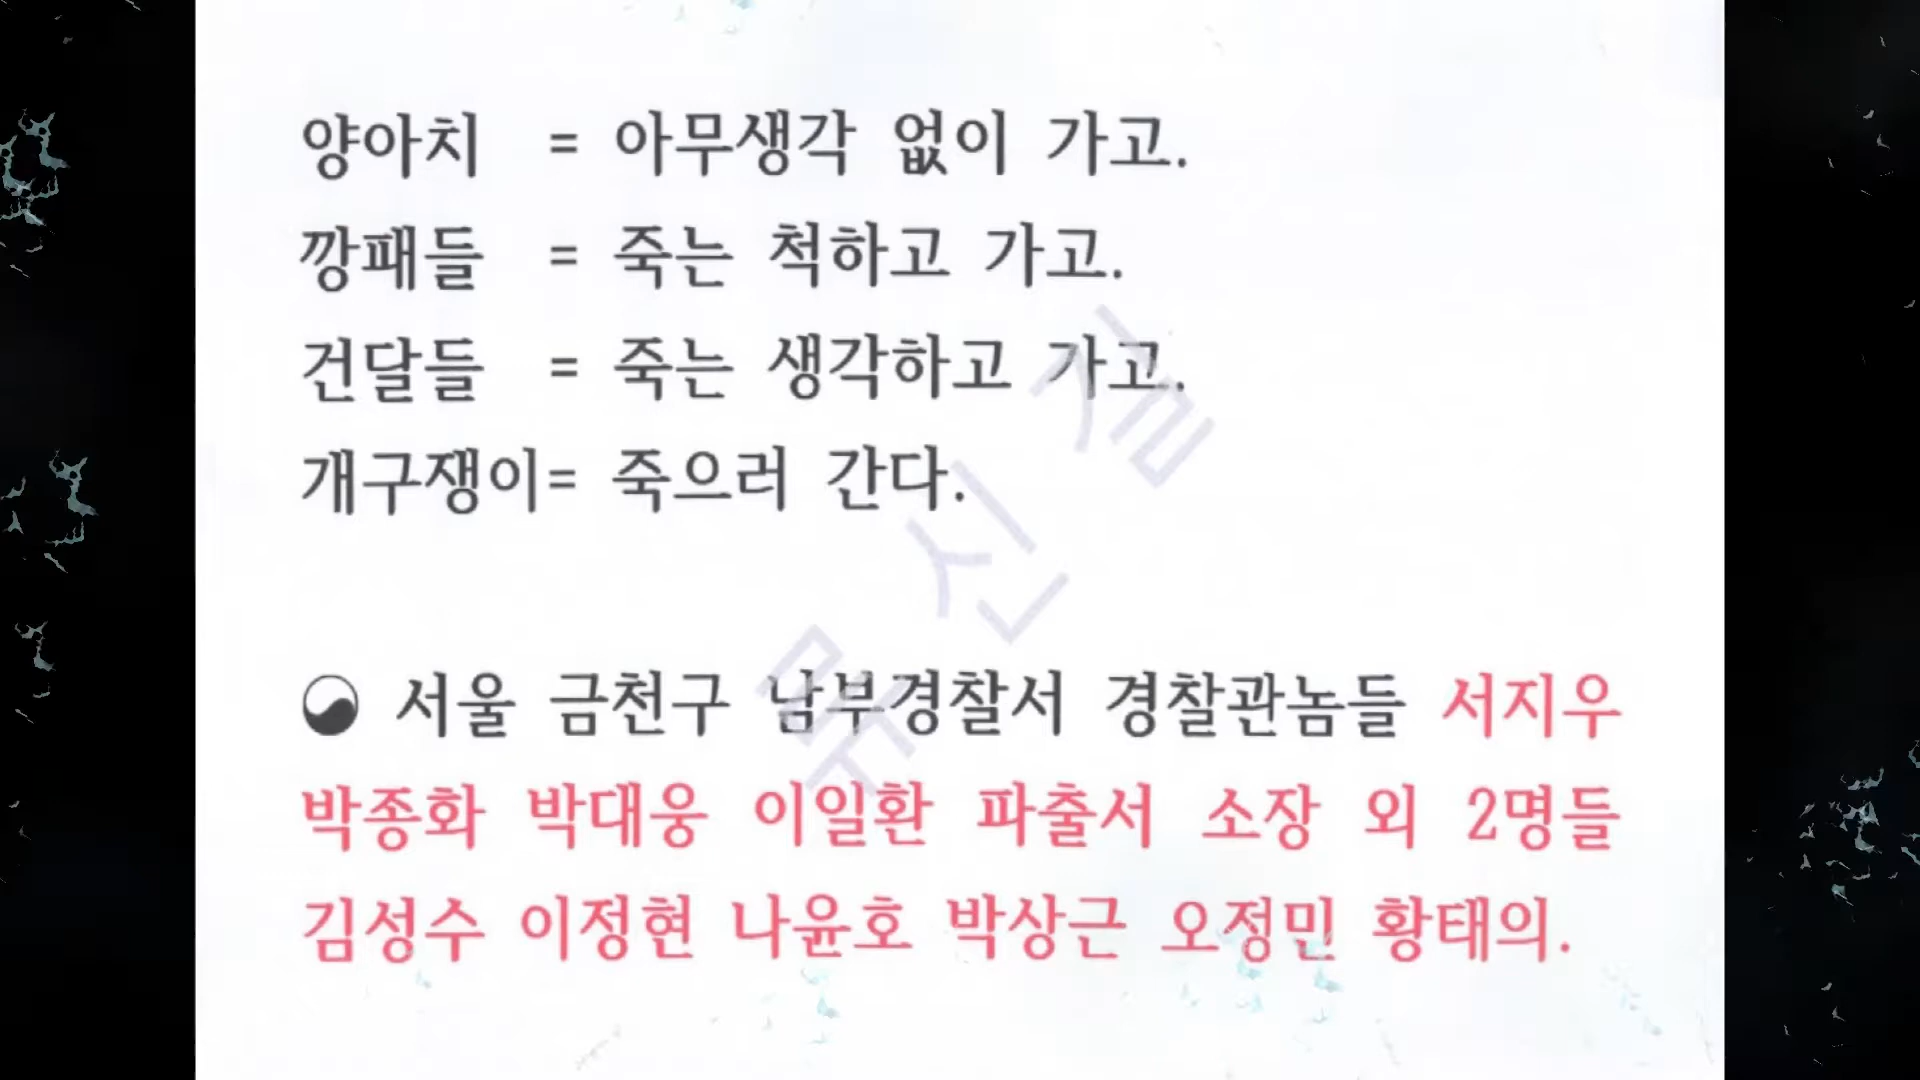 양아치 = 아무생각 없이 가고.
깡패들 = 죽는 척하고 가고.
건달들 = 죽는 생각하고 가고.
개구쟁이= 죽으러 간다.
서울 금천구 남부경찰서 경찰관놈들 서지우
박종화 박대웅 이일환 파출서 소장 외 2명들
김성수 이정현 나윤호 박상근 오정민 황태의.